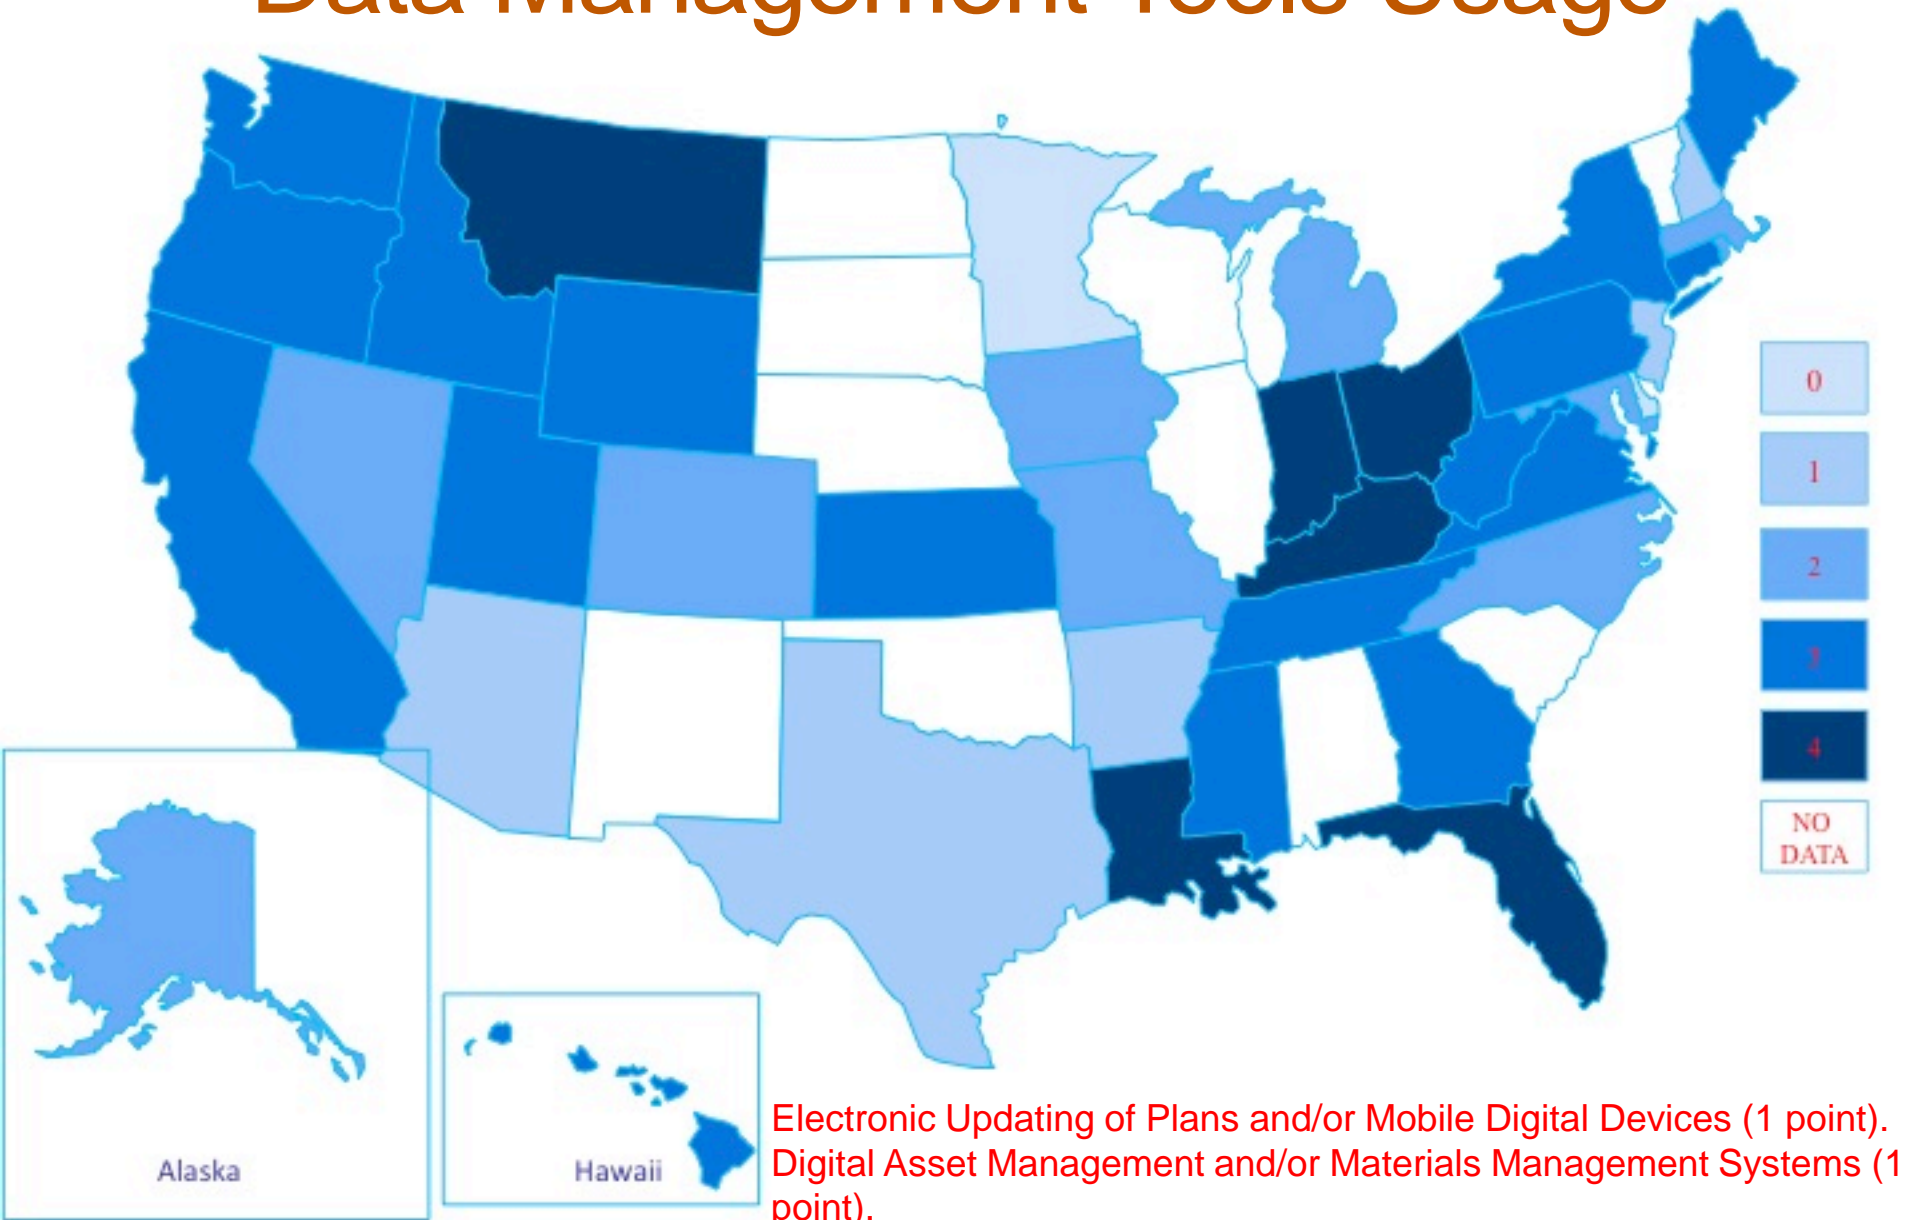 Data Management Tools Usage
0
1
2
3
4
NO
DATA
Alaska
Hawaii
Electronic Updating of Plans and/or Mobile Digital Devices (1 point).
Digital Asset Management and/or Materials Management Systems (1
point).